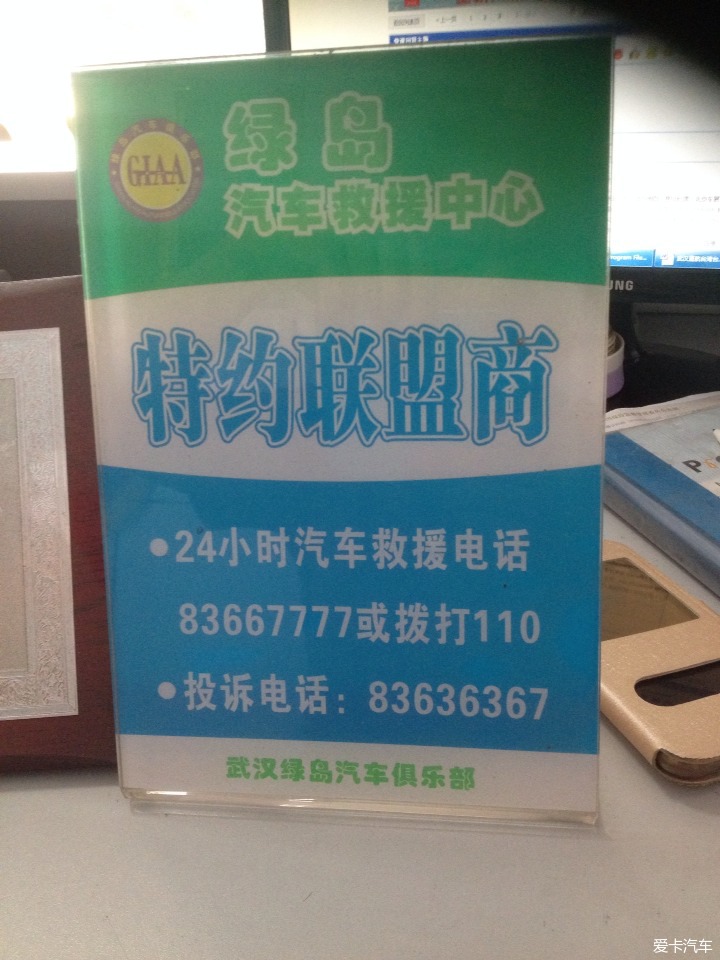 GIAA
绿岛
汽车救援中心
特约联盟商
•24小时汽车救援电话
83667777或拨打110
•投诉电话：83636367
武汉绿岛汽车俱乐部
UNG
爱卡汽车